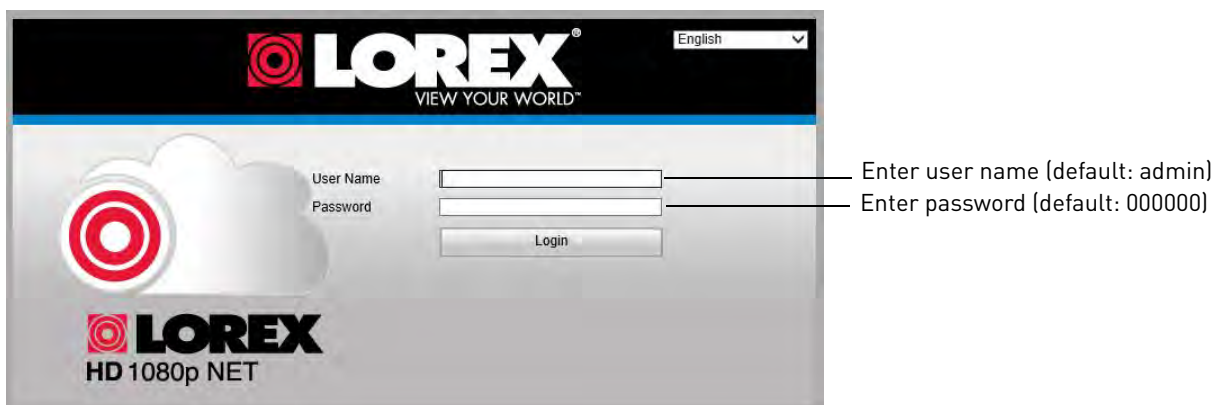 LOREX®
English
VIEW YOUR WORLD™
User Name
Enter user name (default: admin)
Password
Enter password (default: 000000)
Login
LOREX
HD 1080p NET